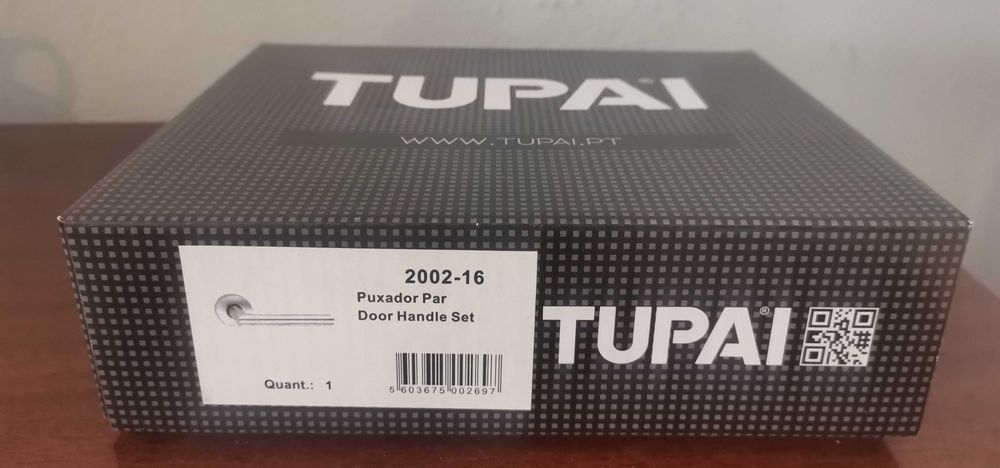 TUPAI®
WWW.TUPAI.PT
2002-16
Puxador Par
Door Handle Set
Quant.: 1
5 603675 002697
TUPAI®